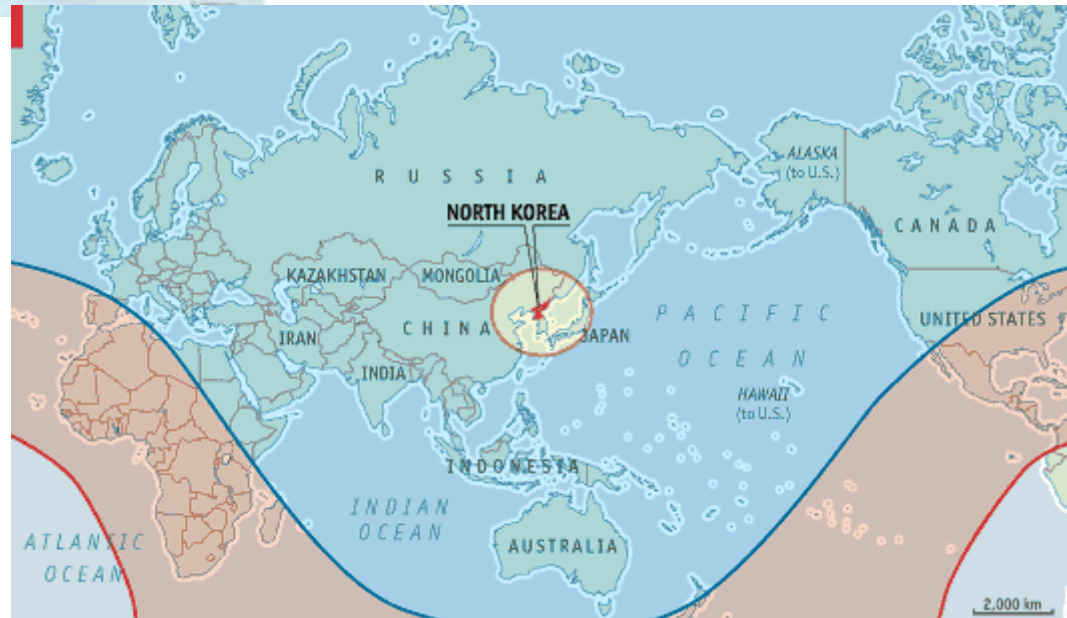 ALASKA
(to U.S.)
R U S S I A
NORTH KOREA
CANADA
KAZAKHSTAN
MONGOLIA
PACIFIC
OCEAN
UNITED STATES
CHINA
IRAN
JAPAN
INDIA
HAWAII
(to U.S.)
INDONESIA
INDIAN
OCEAN
ATLANTIC
OCEAN
AUSTRALIA
2,000 km